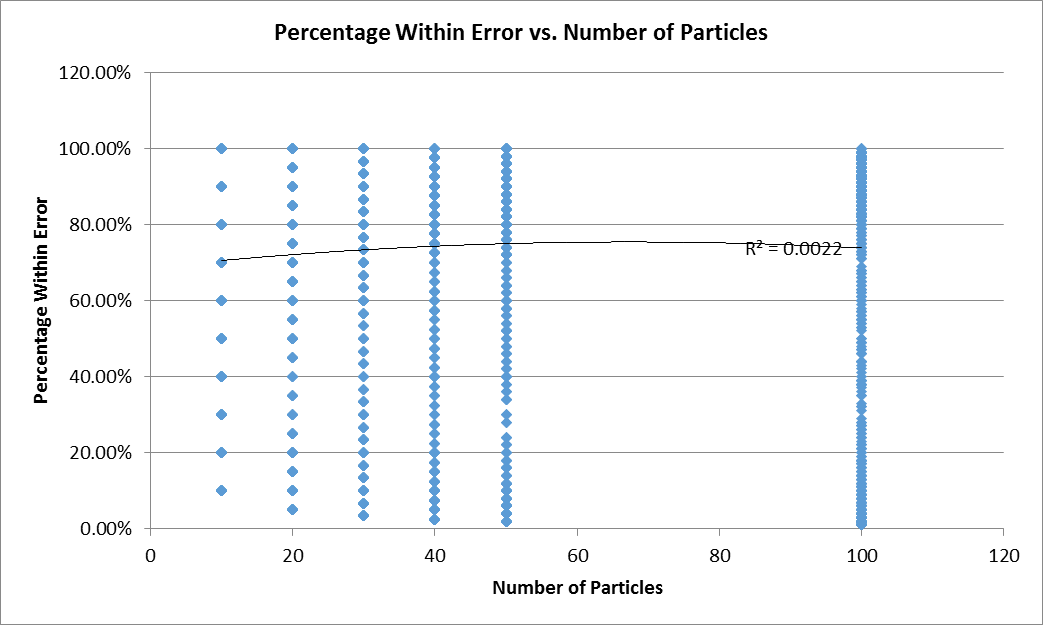 Percentage Within Error vs. Number of Particles
120.00%
100.00%
80.00%
60.00%
40.00%
20.00%
0.00%
Percentage Within Error
R² = 0.0022
0 20 40 60 80 100 120
Number of Particles